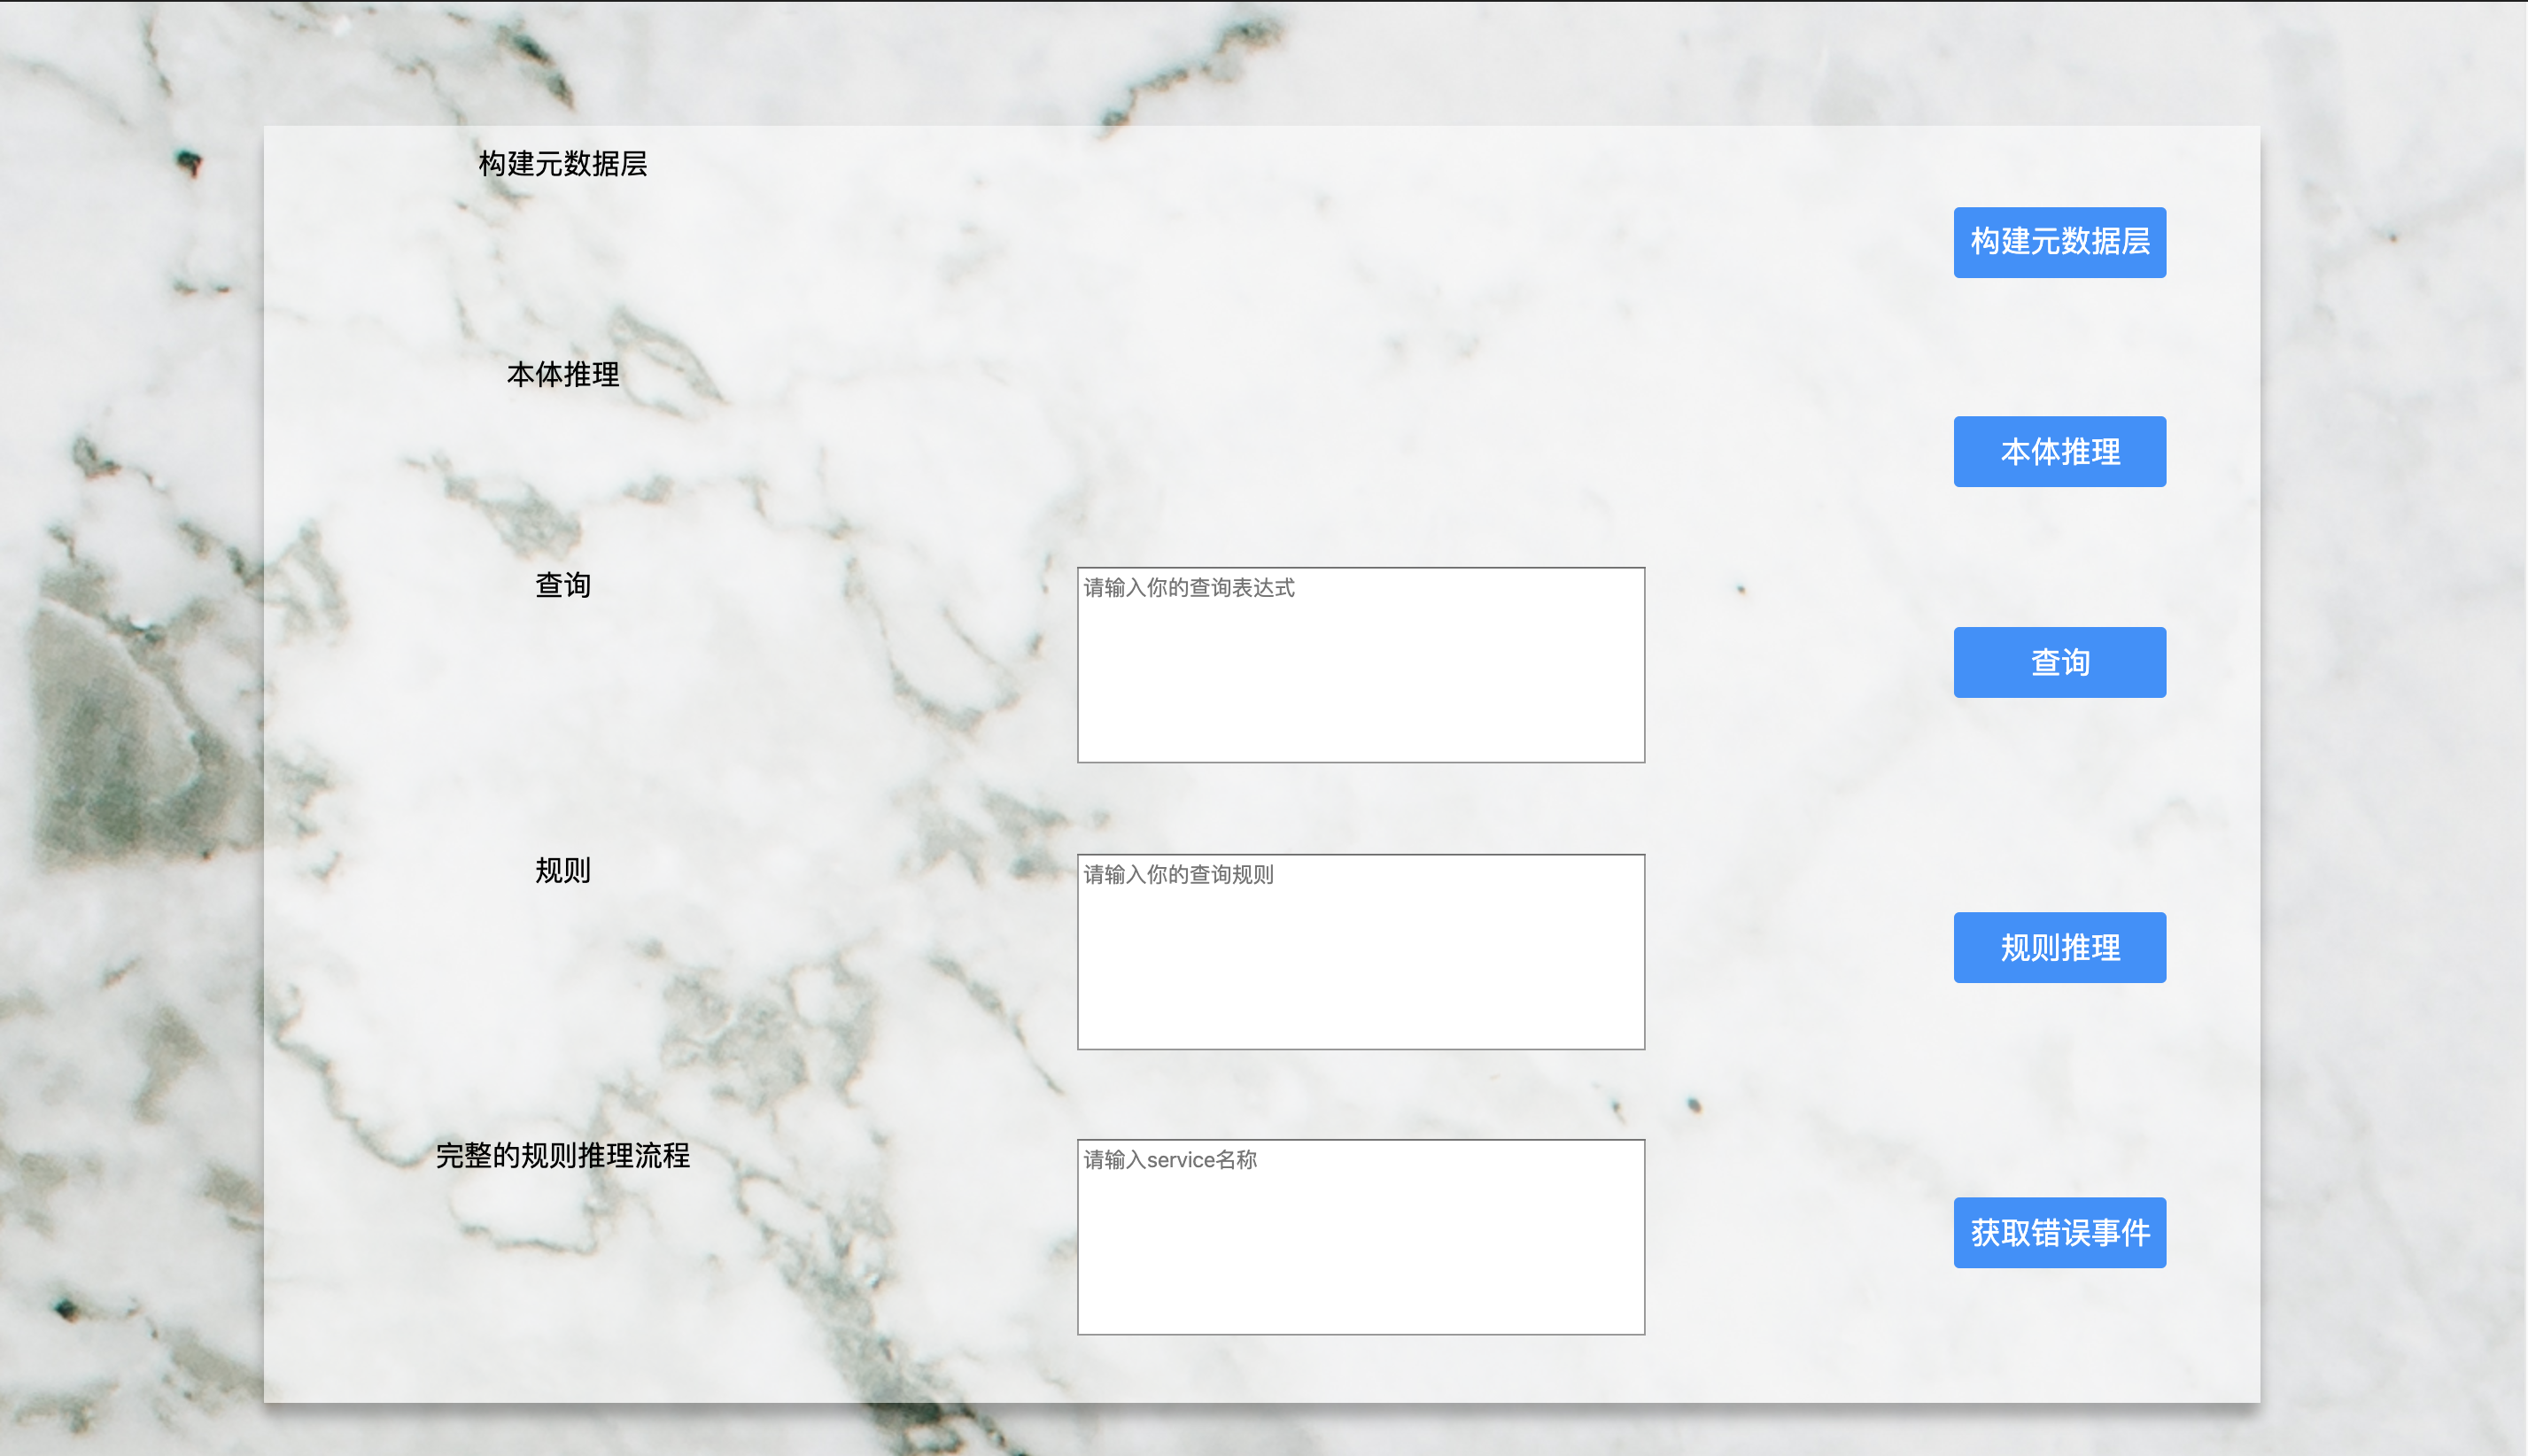 构建元数据层
构建元数据层
本体推理
本体推理
查询
请输入你的查询表达式
查询
规则
请输入你的查询规则
规则推理
完整的规则推理流程
请输入service名称
获取错误事件